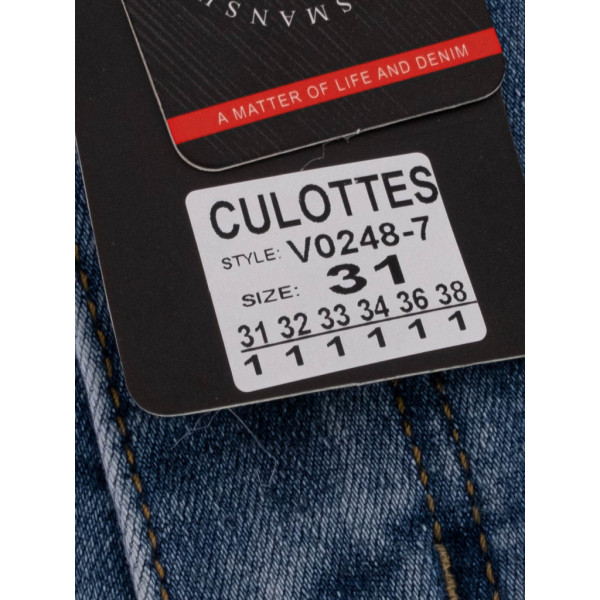 A MATTER OF LIFE AND DENIM
CULOTTES
STYLE: V0248-7
SIZE: 31
31 32 33 34 36 38
1 1 1 1 1 1